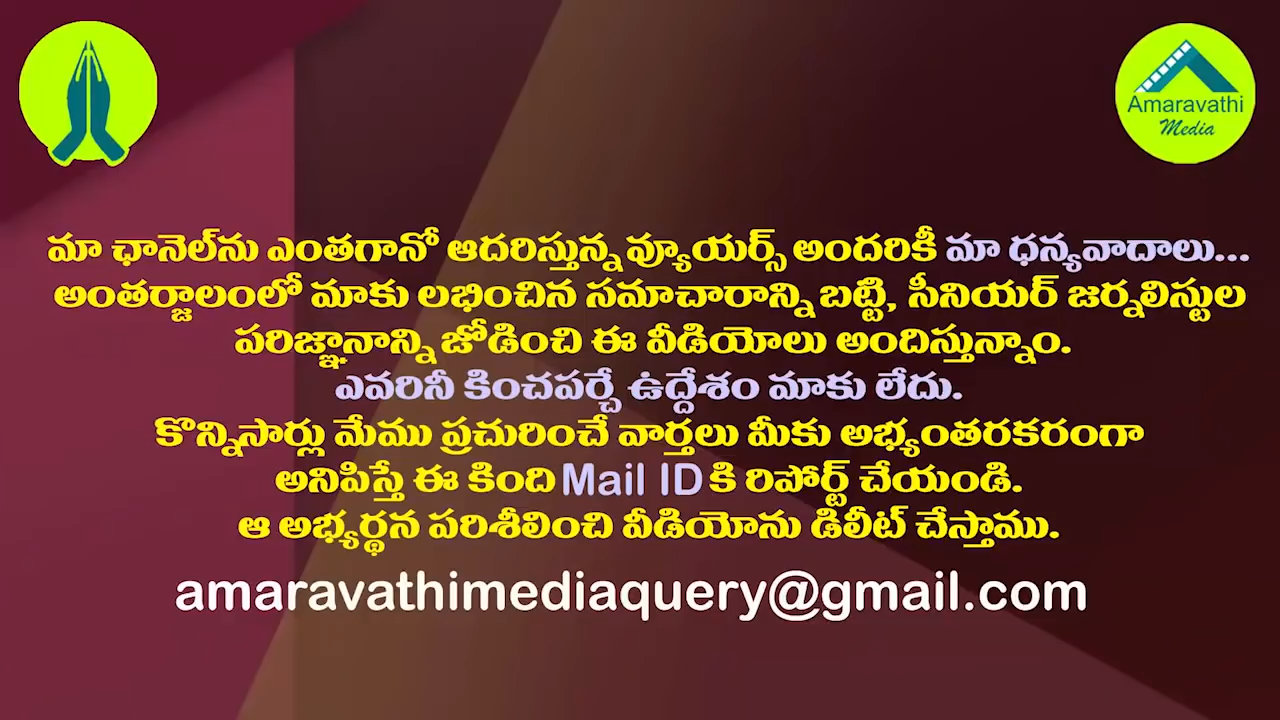 Amaravathi
Media
మా ఛానెల్‌ను ఎంతగానో ఆదరిస్తున్న వ్యూయర్స్ అందరికీ మా ధన్యవాదాలు...
అంతర్జాలంలో మాకు లభించిన సమాచారాన్ని బట్టి, సీనియర్ జర్నలిస్టుల
పరిజ్ఞానాన్ని జోడించి ఈ వీడియోలు అందిస్తున్నాం.
ఎవరినీ కించపర్చే ఉద్దేశం మాకు లేదు.
కొన్నిసార్లు మేము ప్రచురించే వార్తలు మీకు అభ్యంతరకరంగా
అనిపిస్తే ఈ కింది Mail ID కి రిపోర్ట్ చేయండి.
ఆ అభ్యర్థన పరిశీలించి వీడియోను డిలీట్ చేస్తాము.
amaravathimediaquery@gmail.com